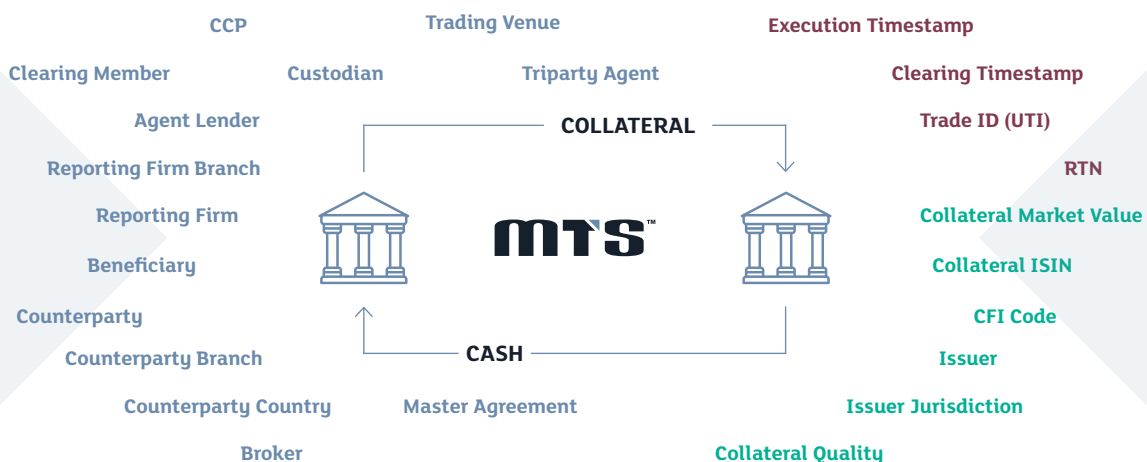 CCP
Trading Venue
Execution Timestamp
Clearing Member
Custodian
Triparty Agent
Clearing Timestamp
Agent Lender
COLLATERAL
Trade ID (UTI)
Reporting Firm Branch
RTN
Reporting Firm
MTS™
Collateral Market Value
Beneficiary
Collateral ISIN
Counterparty
CFI Code
Counterparty Branch
CASH
Issuer
Counterparty Country
Master Agreement
Issuer Jurisdiction
Broker
Collateral Quality